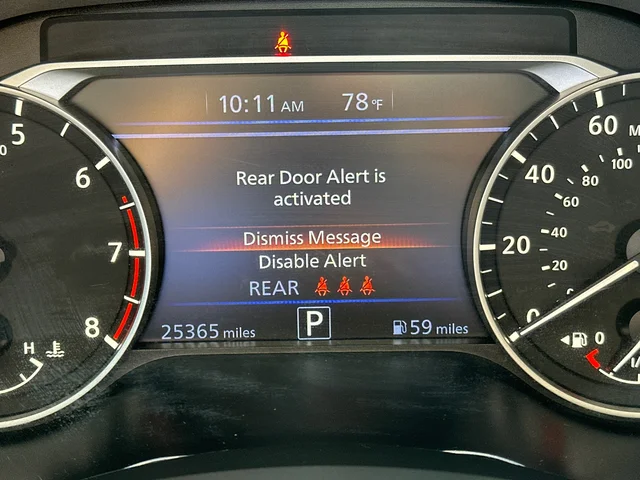 10:11 AM 78°F
Rear Door Alert is
activated
Dismiss Message
Disable Alert
REAR
25365 miles P 59 miles
5
6
7
8
H
0
20
40
60
20
40
60
80
100
0